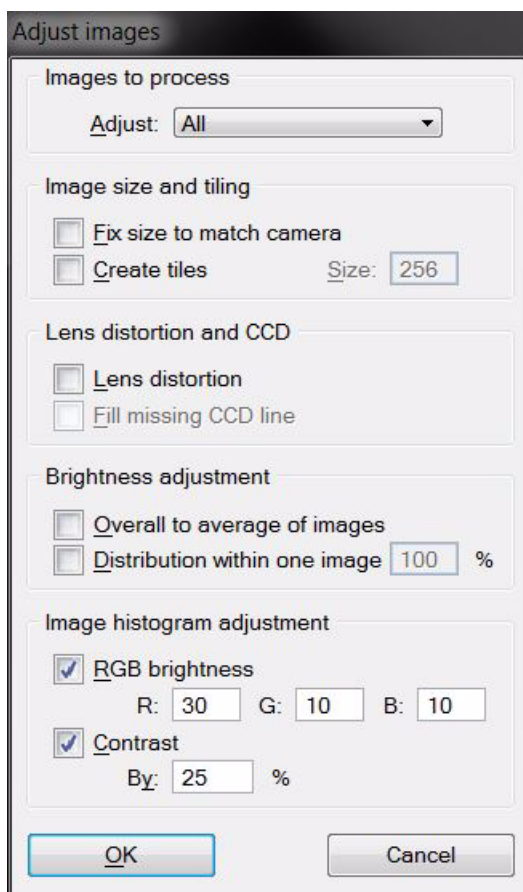 Adjust images
Images to process
Adjust: All
Image size and tiling
Fix size to match camera
Create tiles Size: 256
Lens distortion and CCD
Lens distortion
Fill missing CCD line
Brightness adjustment
Overall to average of images
Distribution within one image 100 %
Image histogram adjustment
RGB brightness
R: 30 G: 10 B: 10
Contrast
By: 25 %
OK Cancel